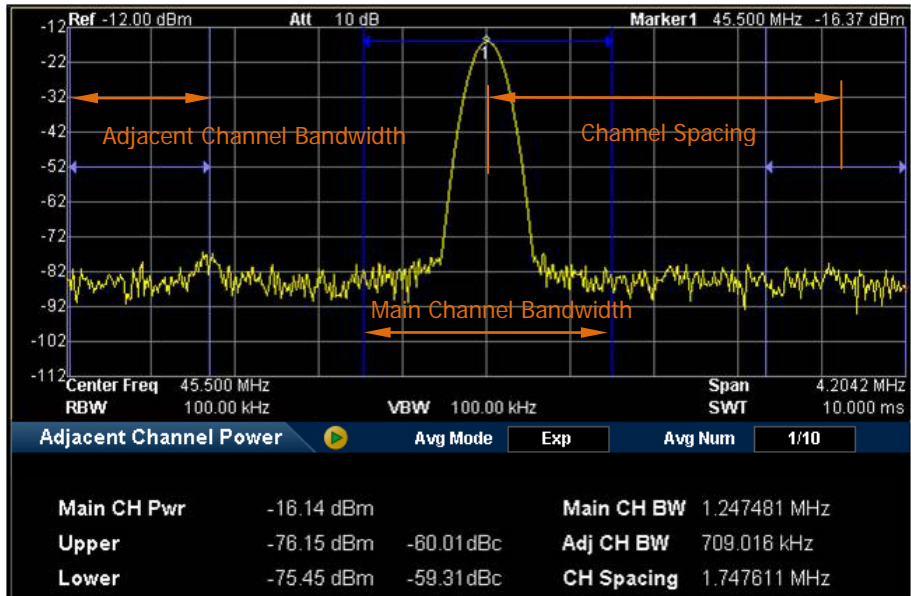 Ref -12.00 dBm Att 10 dB Marker1 45.500 MHz -16.37 dBm
-12
1
-22
-32
-42
Adjacent Channel Bandwidth Channel Spacing
-52
-62
-72
-82
-92
Main Channel Bandwidth
-102
-112
Center Freq 45.500 MHz Span 4.2042 MHz
RBW 100.00 kHz VBW 100.00 kHz SWT 10.000 ms
Adjacent Channel Power Avg Mode Exp Avg Num 1/10
Main CH Pwr -16.14 dBm Main CH BW 1.247481 MHz
Upper -76.15 dBm -60.01dBc Adj CH BW 709.016 kHz
Lower -75.45 dBm -59.31dBc CH Spacing 1.747611 MHz